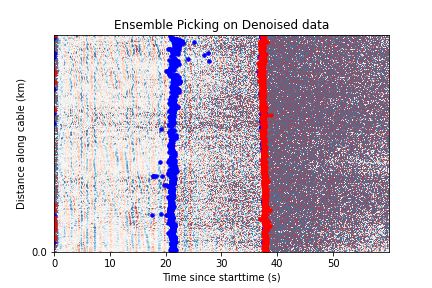 Ensemble Picking on Denoised data
Distance along cable (km)
0.0
0 10 20 30 40 50
Time since starttime (s)